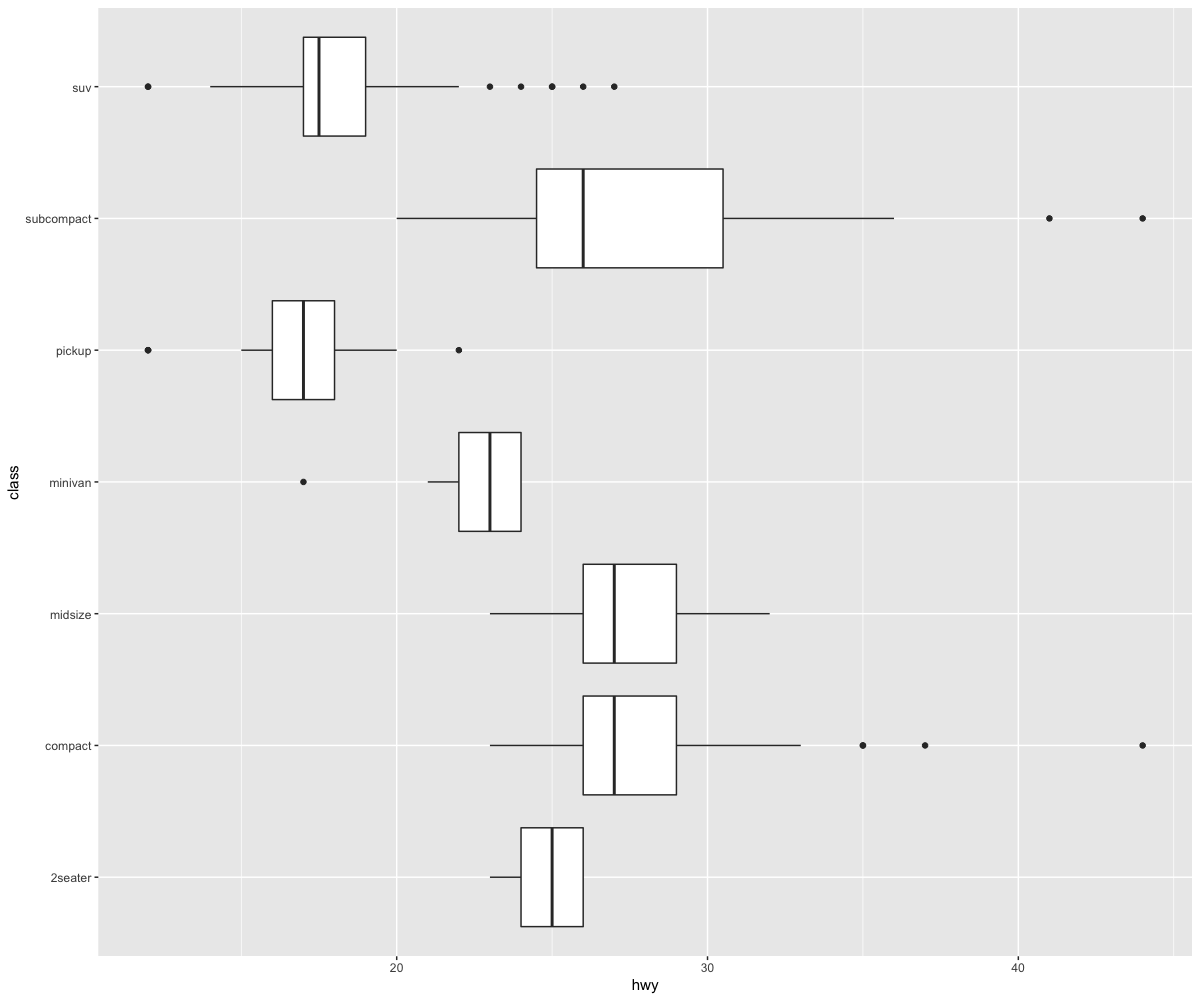 suv
subcompact
pickup
minivan
midsize
compact
2seater
class
20 30 40
hwy